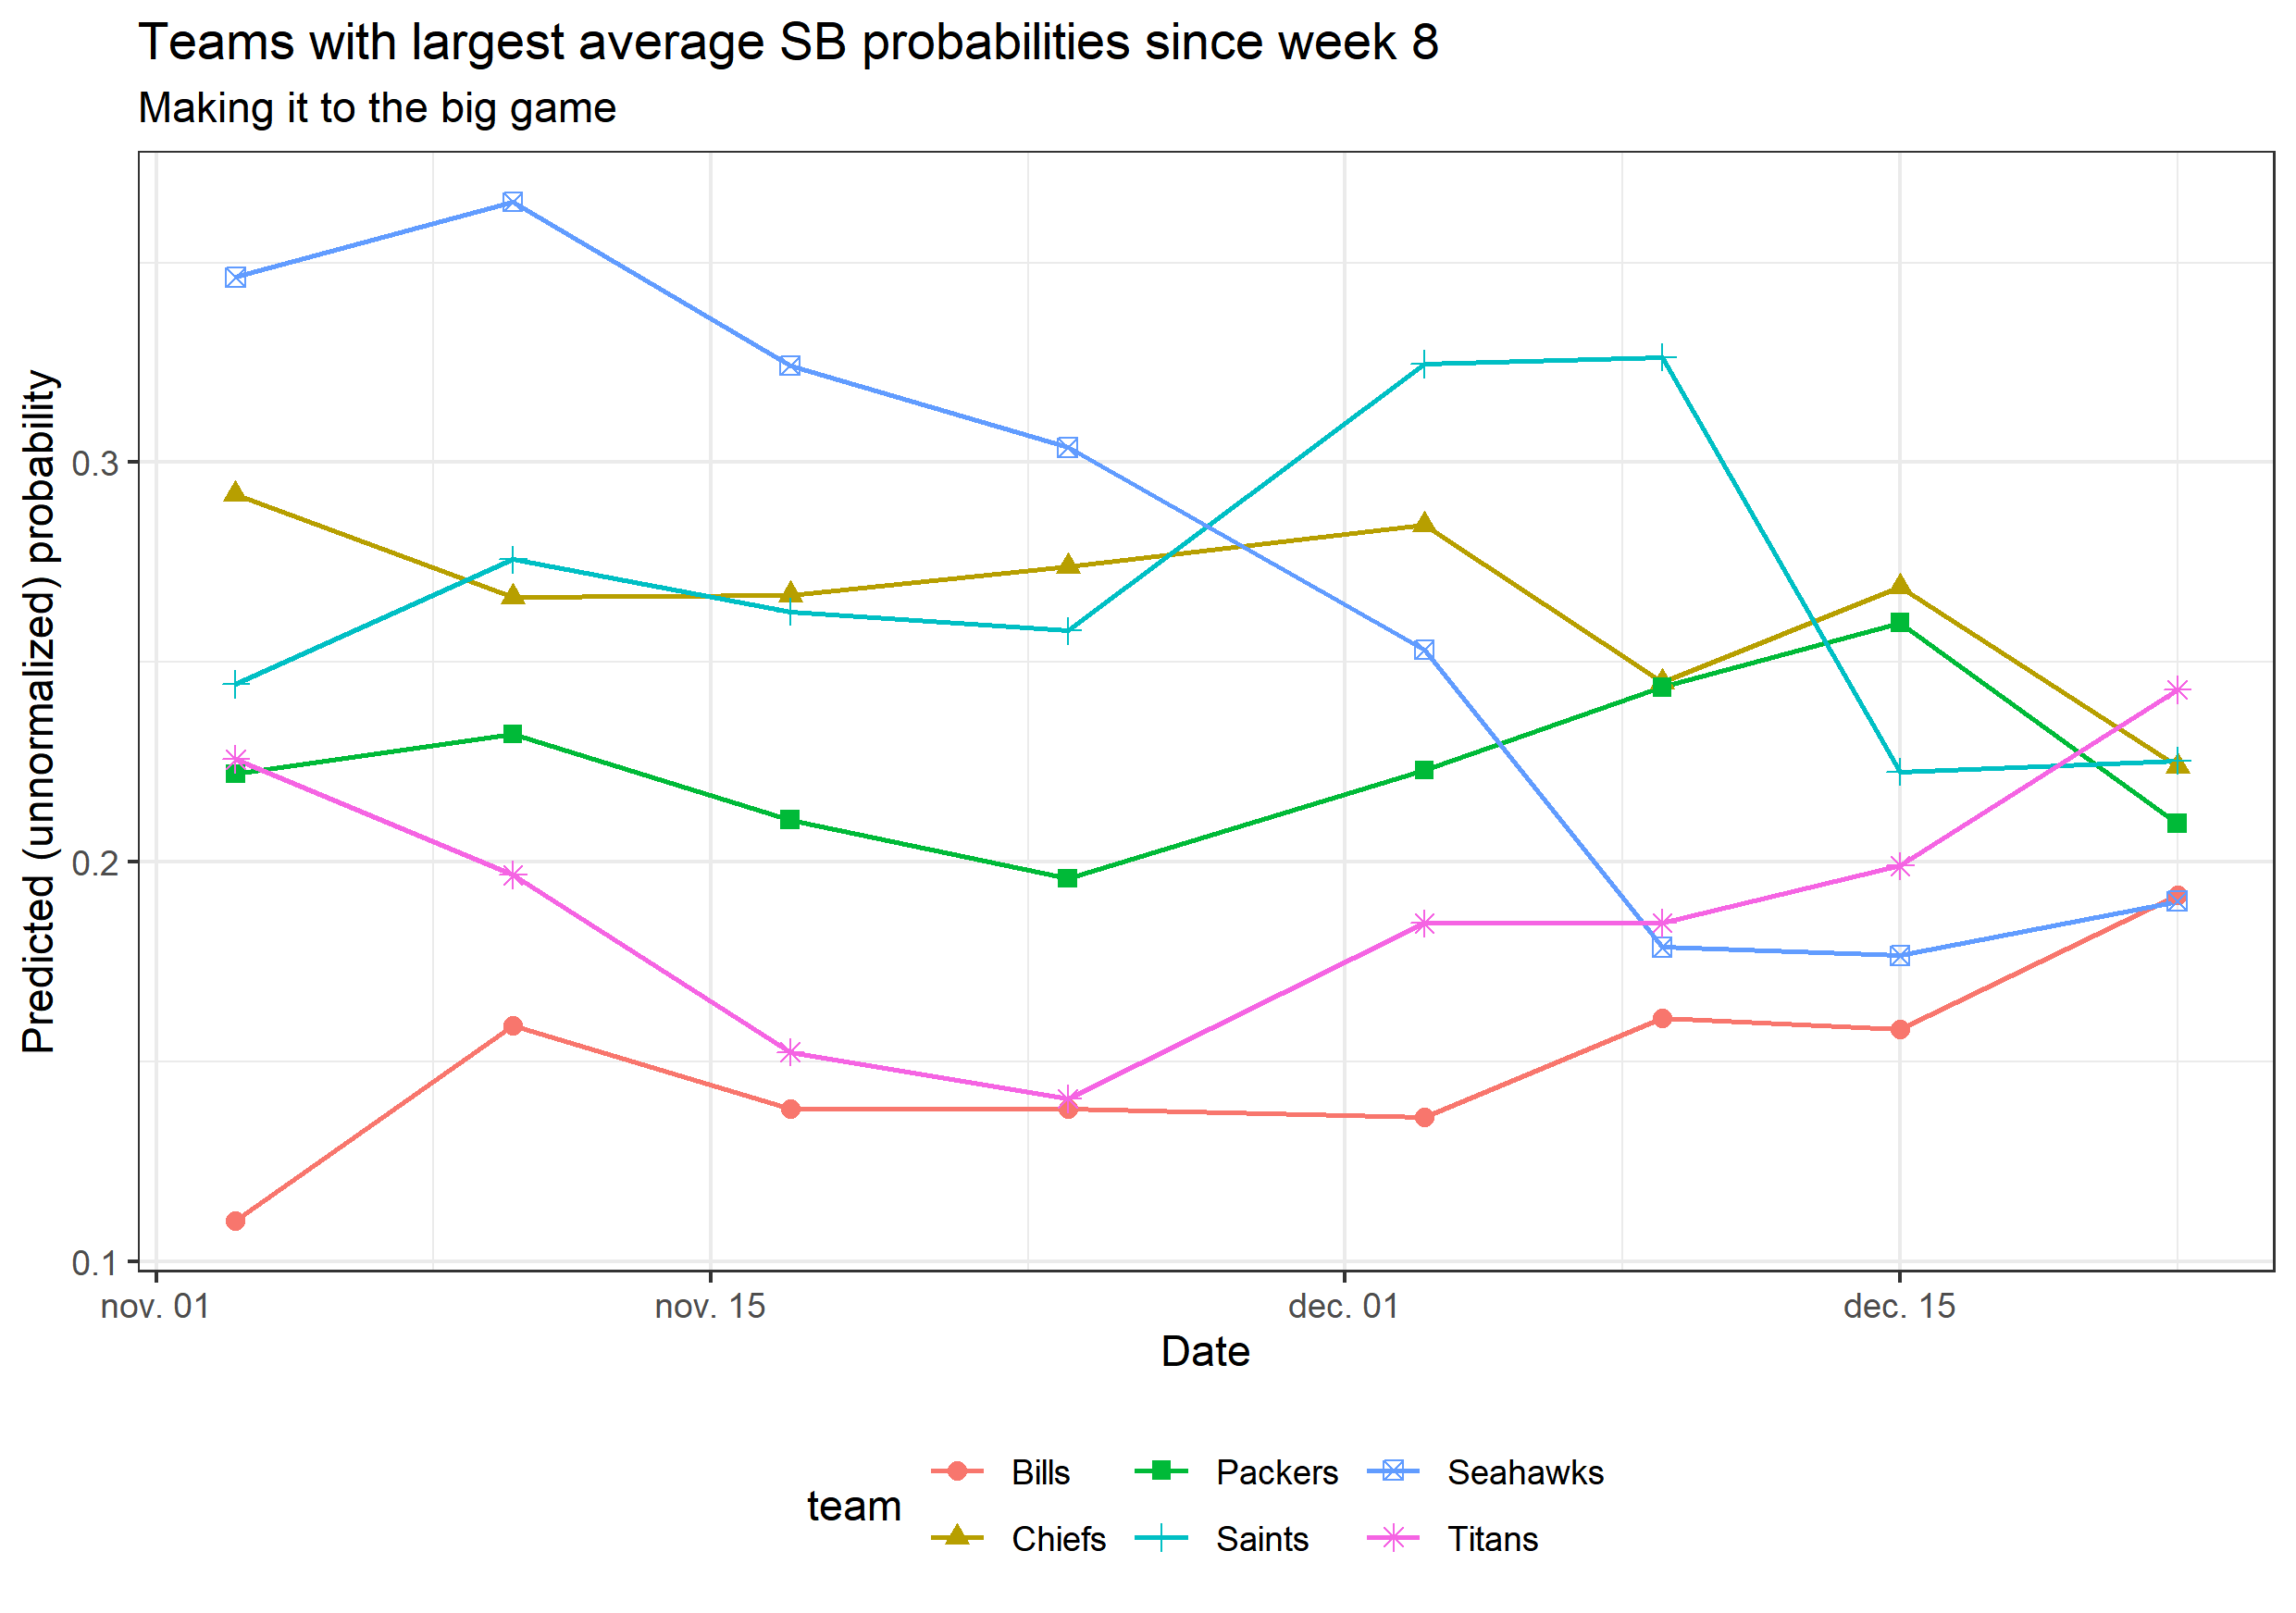 Teams with largest average SB probabilities since week 8
Making it to the big game
Predicted (unnormalized) probability
0.3
0.2
0.1
nov. 01
nov. 15
dec. 01
dec. 15
Date
team
Bills
Packers
Seahawks
Chiefs
Saints
Titans